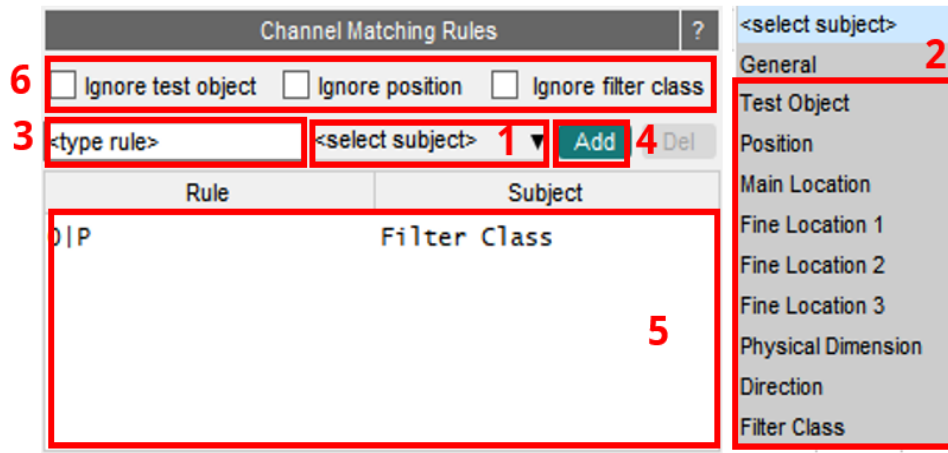 Channel Matching Rules ?
6 Ignore test object Ignore position Ignore filter class
3 <type rule> <select subject> 1 ▼ Add 4 Del
Rule Subject
|P Filter Class
5
<select subject>
General 2
Test Object
Position
Main Location
Fine Location 1
Fine Location 2
Fine Location 3
Physical Dimension
Direction
Filter Class